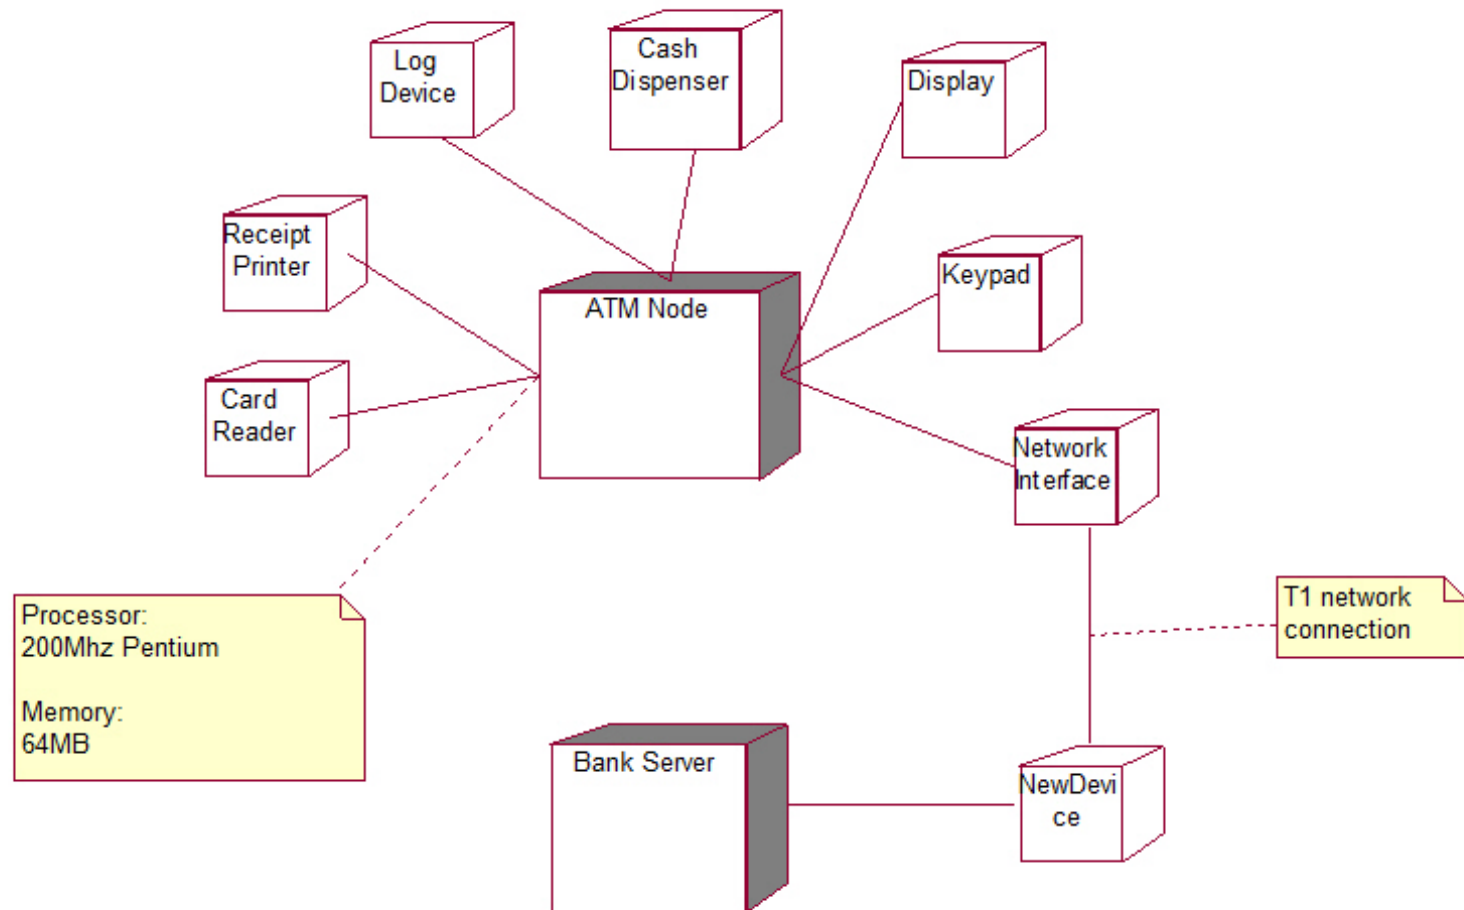 Log
Device
Cash
Dispenser
Display
Receipt
Printer
ATM Node
Keypad
Card
Reader
Network
Interface
Processor:
200Mhz Pentium
Memory:
64MB
T1 network
connection
Bank Server
NewDevi
ce